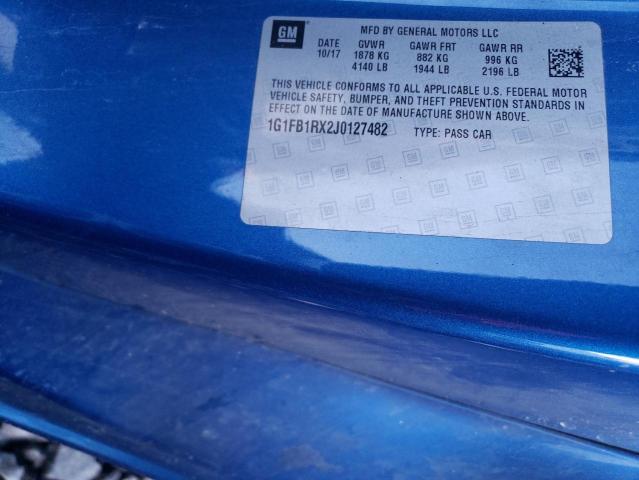 GM
MFD BY GENERAL MOTORS LLC
DATE GVWR GAWR FRT GAWR RR
10/17 1878 KG 882 KG 996 KG
4140 LB 1944 LB 2196 LB
THIS VEHICLE CONFORMS TO ALL APPLICABLE U.S. FEDERAL MOTOR
VEHICLE SAFETY, BUMPER, AND THEFT PREVENTION STANDARDS IN
EFFECT ON THE DATE OF MANUFACTURE SHOWN ABOVE.
1G1FB1RX2J0127482 TYPE: PASS CAR